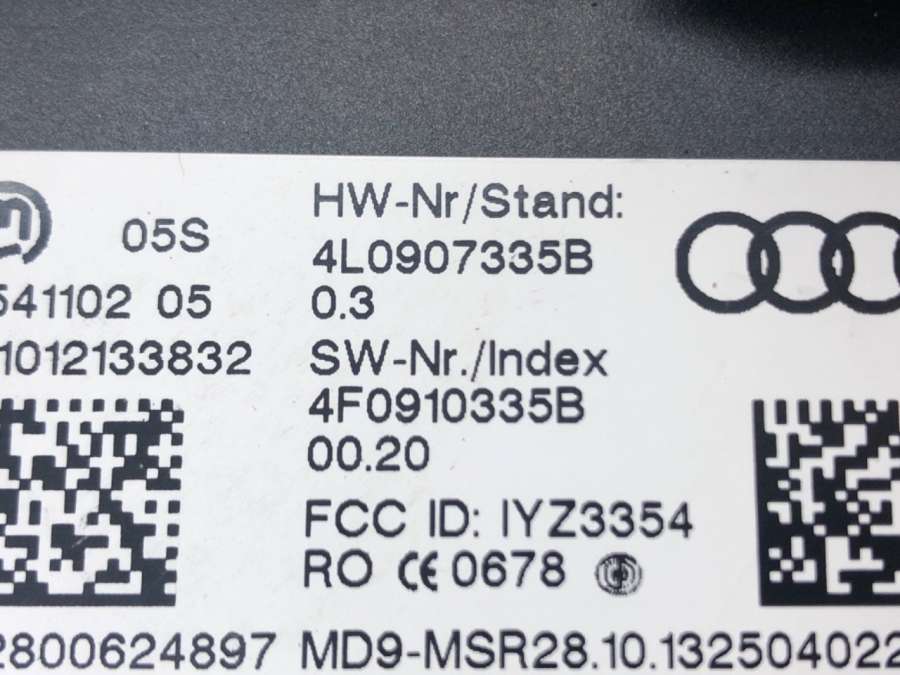 05S
541102 05
1012133832
HW-Nr/Stand:
4L0907335B
0.3
SW-Nr./Index
4F0910335B
00.20
FCC ID: IYZ3354
RO CE 0678
2800624897 MD9-MSR28.10.132504022